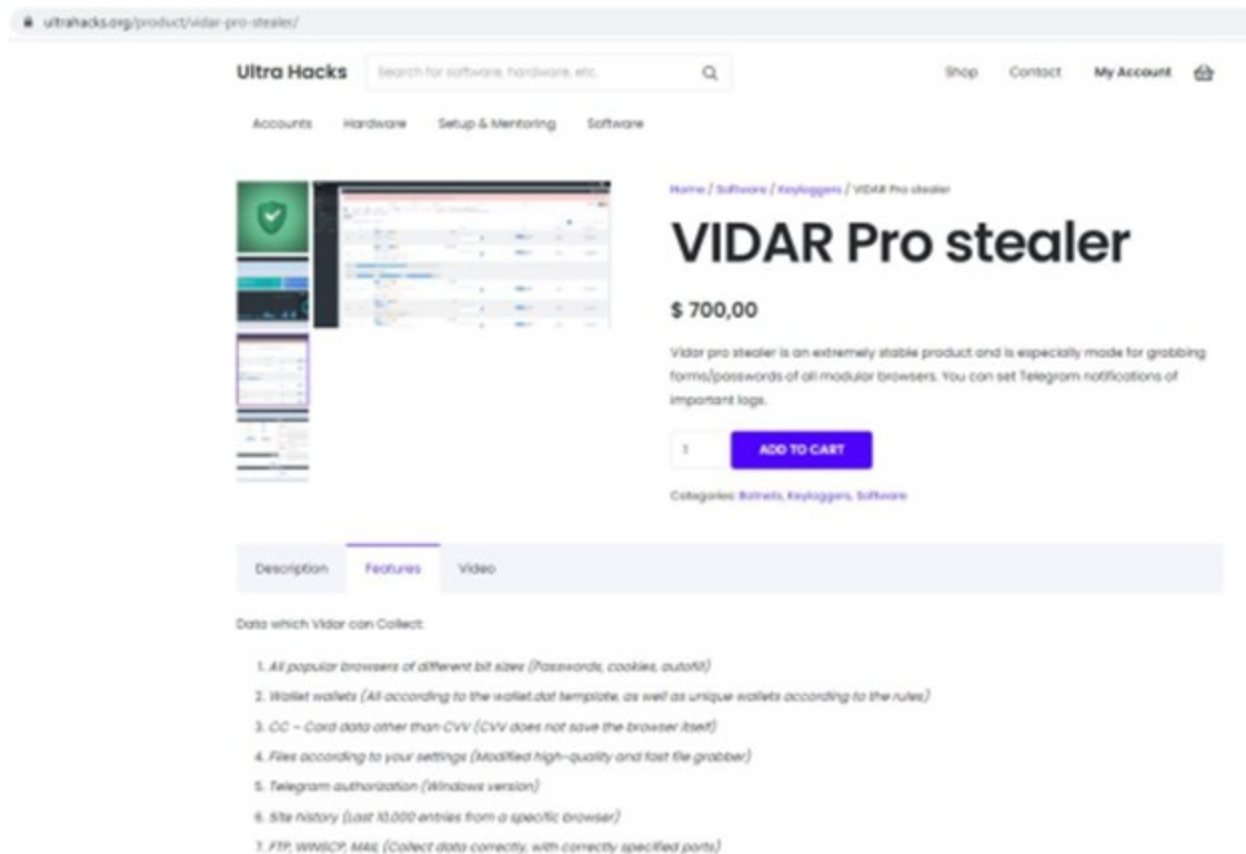 ultrahacks.org/product/vidar-pro-stealer/
Ultra Hacks
Search for software, hardware, etc.
Shop Contact My Account
Accounts Hardware Setup & Mentoring Software
Home / Software / Keyloggers / VIDAR Pro stealer
VIDAR Pro stealer
$ 700,00
Vidar pro stealer is an extremely stable product and is especially made for grabbing
forms/passwords of all modular browsers. You can set Telegram notifications of
important logs.
1 ADD TO CART
Categories: Botnets, Keyloggers, Software
Description Features Video
Data which Vidar can Collect:
1. All popular browsers of different bit sizes (Passwords, cookies, autofill)
2. Wallet wallets (All according to the wallet.dat template, as well as unique wallets according to the rules)
3. CC – Card data other than CVV (CVV does not save the browser itself)
4. Files according to your settings (Modified high-quality and fast file grabber)
5. Telegram authorization (Windows version)
6. Site history (Last 10.000 entries from a specific browser)
7. FTP, WINSCP, MAIL (Collect data correctly, with correctly specified ports)